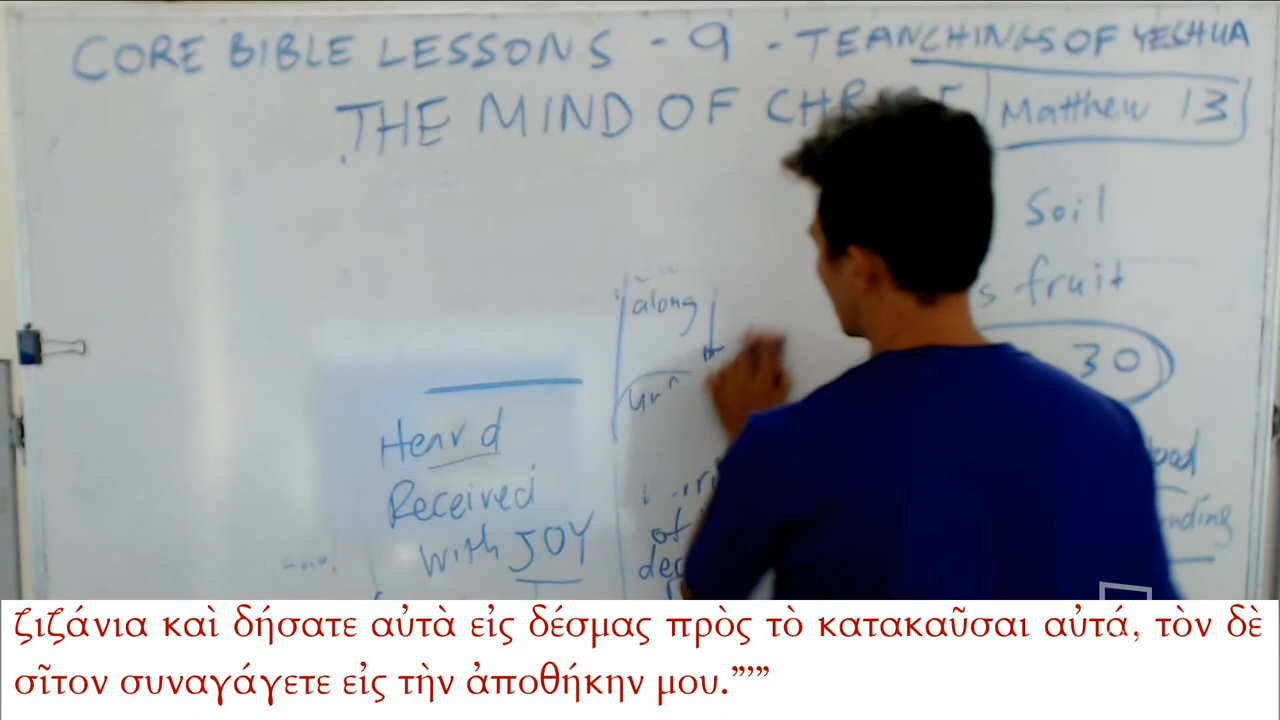 CORE BIBLE LESSONS - 9 - TEANCHINGS OF YESHUA
THE MIND OF
Matthew 13
Soil
along
fruit
30
Heard
Received
with JOY
of
ζιζάνια καὶ δήσατε αὐτὰ εἰς δέσμας πρὸς τὸ κατακαῦσαι αὐτά, τὸν δὲ
σῖτον συναγάγετε εἰς τὴν ἀποθήκην μου.”’”